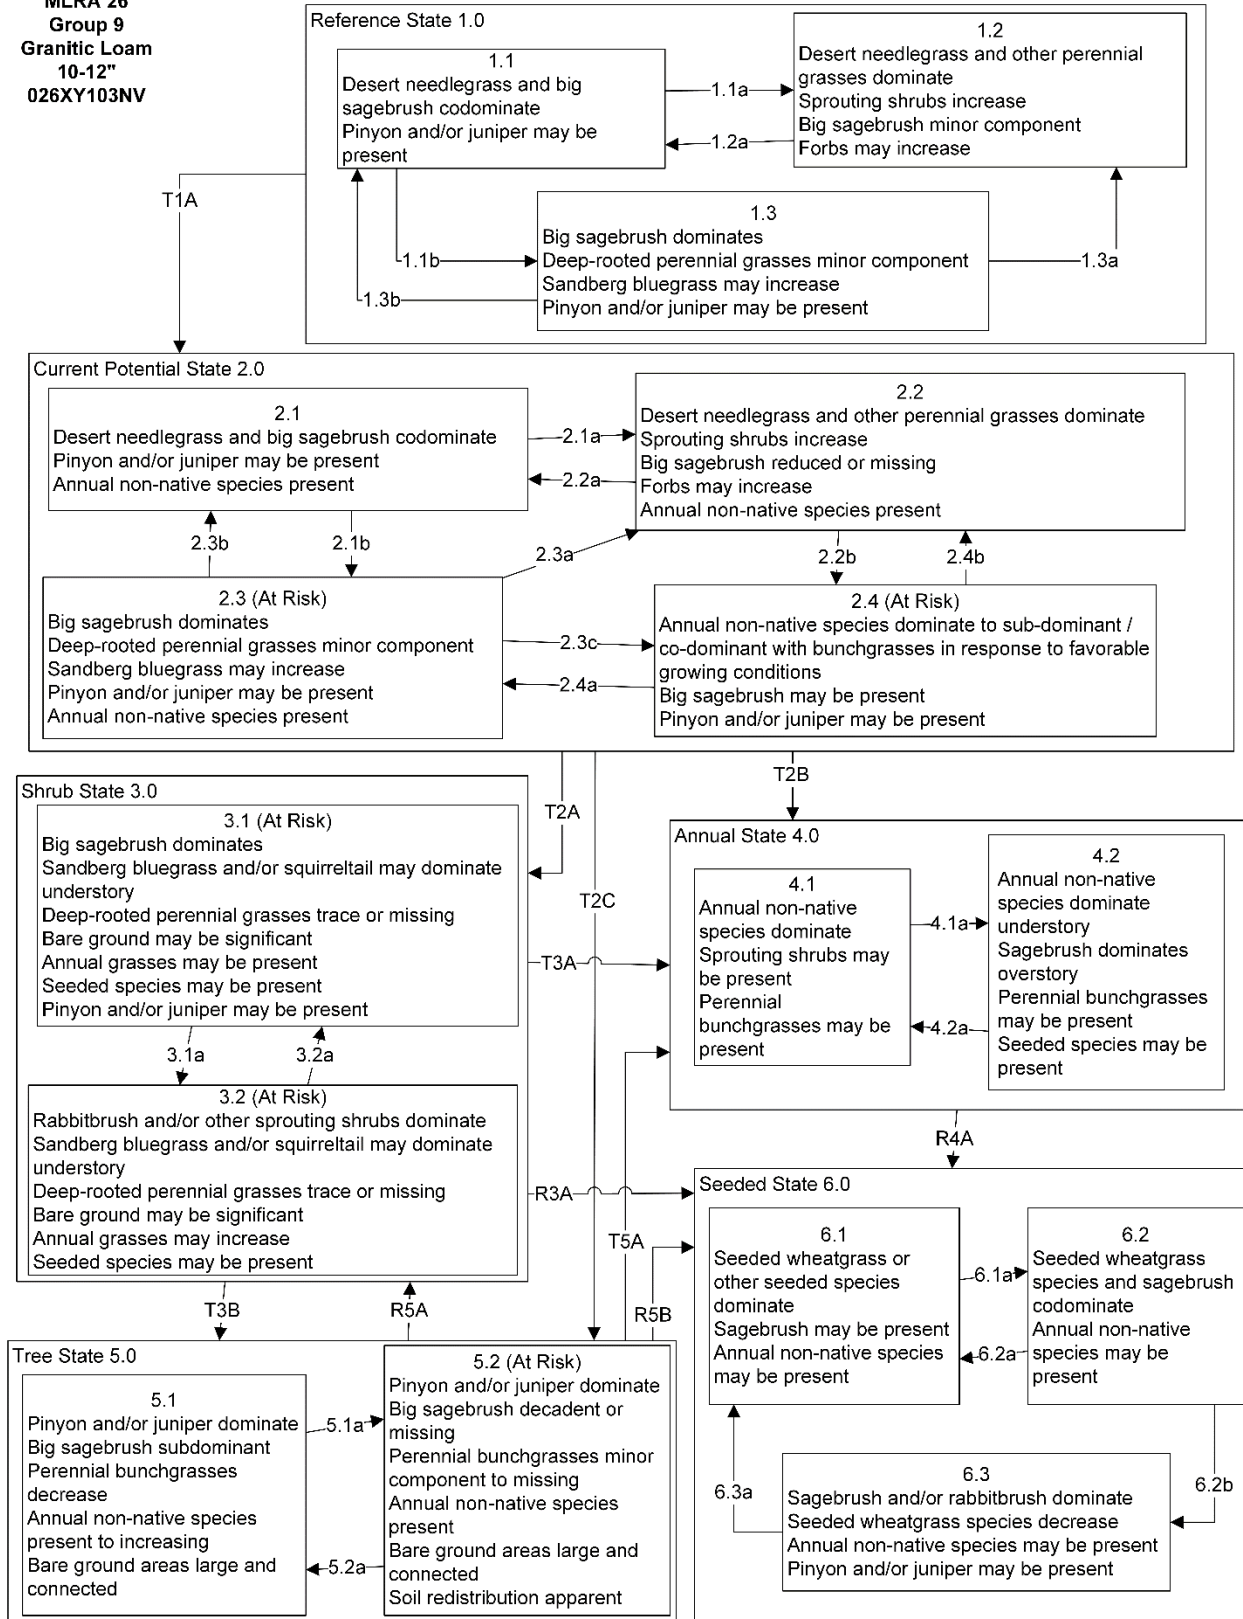 MLRA 26
Group 9
Granitic Loam
10-12"
026XY103NV
Reference State 1.0
1.1
Desert needlegrass and big
sagebrush codominate
Pinyon and/or juniper may be
present
1.1a
1.2a
1.2
Desert needlegrass and other perennial
grasses dominate
Sprouting shrubs increase
Big sagebrush minor component
Forbs may increase
T1A
1.1b
1.3b
1.3
Big sagebrush dominates
Deep-rooted perennial grasses minor component
Sandberg bluegrass may increase
Pinyon and/or juniper may be present
1.3a
Current Potential State 2.0
2.1
Desert needlegrass and big sagebrush codominate
Pinyon and/or juniper may be present
Annual non-native species present
2.1a
2.2a
2.2
Desert needlegrass and other perennial grasses dominate
Sprouting shrubs increase
Big sagebrush reduced or missing
Forbs may increase
Annual non-native species present
2.3b
2.1b
2.3a
2.2b
2.4b
2.3 (At Risk)
Big sagebrush dominates
Deep-rooted perennial grasses minor component
Sandberg bluegrass may increase
Pinyon and/or juniper may be present
Annual non-native species present
2.3c
2.4a
2.4 (At Risk)
Annual non-native species dominate to sub-dominant /
co-dominant with bunchgrasses in response to favorable
growing conditions
Big sagebrush may be present
Pinyon and/or juniper may be present
T2A
T2C
T2B
Shrub State 3.0
3.1 (At Risk)
Big sagebrush dominates
Sandberg bluegrass and/or squirreltail may dominate
understory
Deep-rooted perennial grasses trace or missing
Bare ground may be significant
Annual grasses may be present
Seeded species may be present
Pinyon and/or juniper may be present
T3A
3.1a
3.2a
3.2 (At Risk)
Rabbitbrush and/or other sprouting shrubs dominate
Sandberg bluegrass and/or squirreltail may dominate
understory
Deep-rooted perennial grasses trace or missing
Bare ground may be significant
Annual grasses may increase
Seeded species may be present
R3A
Annual State 4.0
4.1
Annual non-native
species dominate
Sprouting shrubs may
be present
Perennial
bunchgrasses may be
present
4.1a
4.2a
4.2
Annual non-native
species dominate
understory
Sagebrush dominates
overstory
Perennial bunchgrasses
may be present
Seeded species may be
present
R4A
T5A
R5B
T3B
R5A
Seeded State 6.0
6.1
Seeded wheatgrass or
other seeded species
dominate
Sagebrush may be present
Annual non-native species
may be present
6.1a
6.2a
6.2
Seeded wheatgrass
species and sagebrush
codominate
Annual non-native
species may be
present
6.3a
6.2b
6.3
Sagebrush and/or rabbitbrush dominate
Seeded wheatgrass species decrease
Annual non-native species may be present
Pinyon and/or juniper may be present
Tree State 5.0
5.1
Pinyon and/or juniper dominate
Big sagebrush subdominant
Perennial bunchgrasses
decrease
Annual non-native species
present to increasing
Bare ground areas large and
connected
5.1a
5.2a
5.2 (At Risk)
Pinyon and/or juniper dominate
Big sagebrush decadent or
missing
Perennial bunchgrasses minor
component to missing
Annual non-native species
present
Bare ground areas large and
connected
Soil redistribution apparent